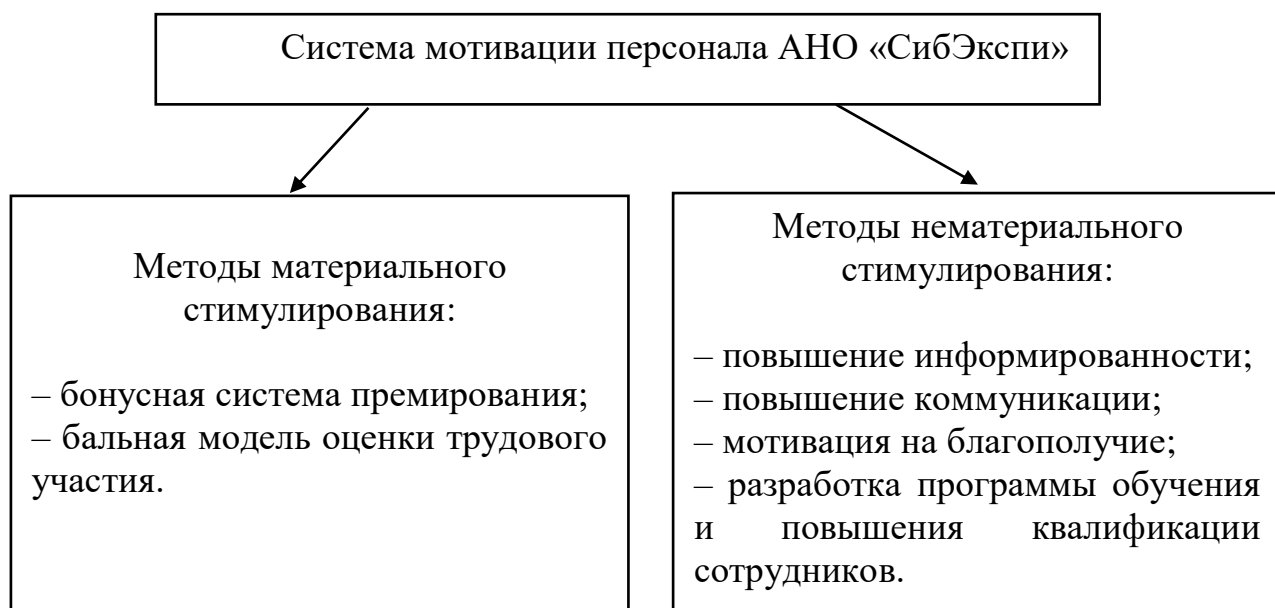 Система мотивации персонала АНО «СибЭкспи»
Методы материального
стимулирования:
– бонусная система премирования;
– бальная модель оценки трудового
участия.
Методы нематериального
стимулирования:
– повышение информированности;
– повышение коммуникации;
– мотивация на благополучие;
– разработка программы обучения
и повышения квалификации
сотрудников.